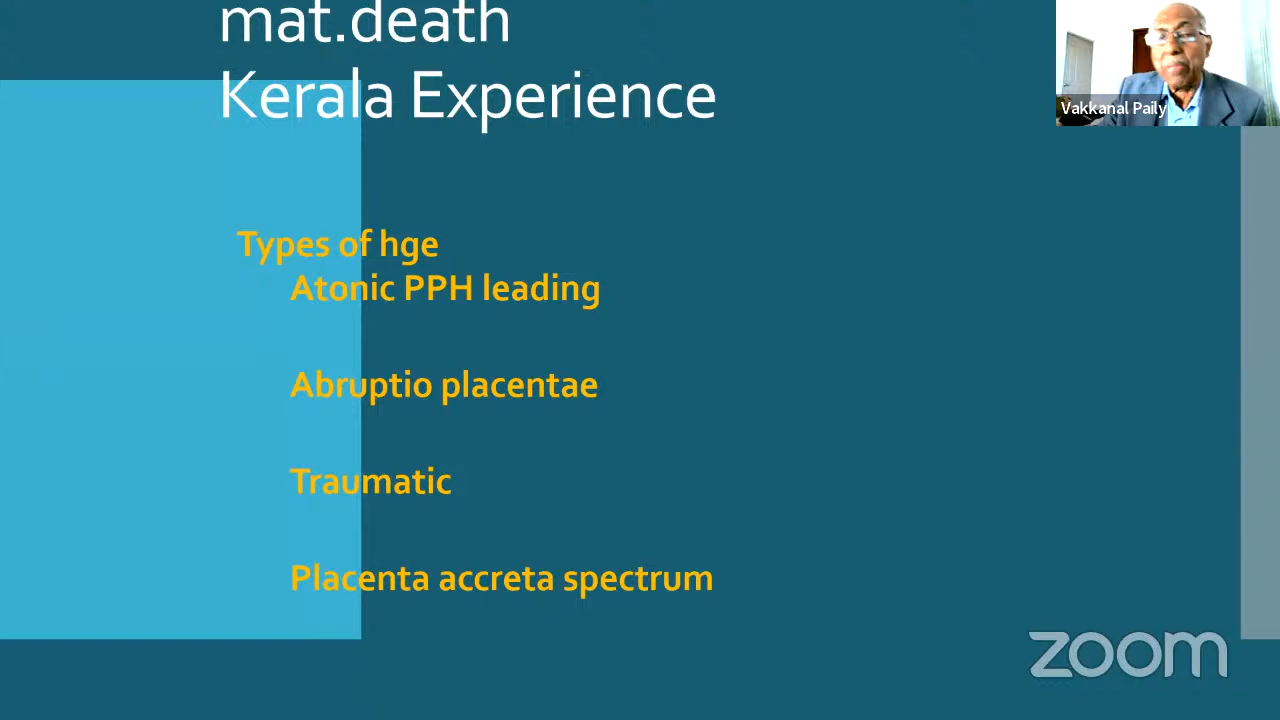 mat.death
Kerala Experience
Vakkanal Paily
Types of hge
Atonic PPH leading
Abruptio placentae
Traumatic
Placenta accreta spectrum
zoom